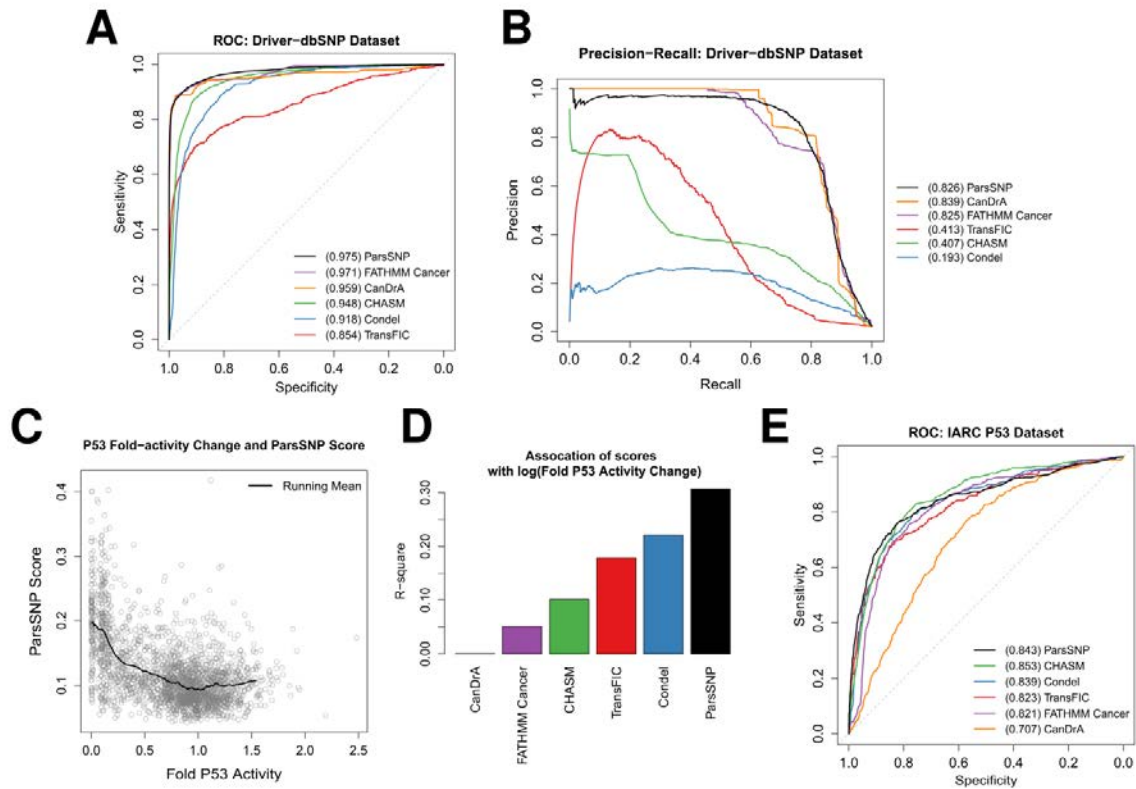 A
ROC: Driver-dbSNP Dataset
1.0
0.8
0.6
0.4
0.2
0.0
Sensitivity
(0.975) ParsSNP
(0.971) FATHMM Cancer
(0.959) CanDrA
(0.948) CHASM
(0.918) Condel
(0.854) TransFIC
1.0 0.8 0.6 0.4 0.2 0.0
Specificity
B
Precision-Recall: Driver-dbSNP Dataset
1.0
0.8
0.6
0.4
0.2
0.0
Precision
(0.826) ParsSNP
(0.839) CanDrA
(0.825) FATHMM Cancer
(0.413) TransFIC
(0.407) CHASM
(0.193) Condel
0.0 0.2 0.4 0.6 0.8 1.0
Recall
C
P53 Fold-activity Change and ParsSNP Score
Running Mean
0.4
0.3
0.2
0.1
ParsSNP Score
0.0 0.5 1.0 1.5 2.0 2.5
Fold P53 Activity
D
Assocation of scores
with log(Fold P53 Activity Change)
0.30
0.20
0.10
0.00
R-square
CanDrA
FATHMM Cancer
CHASM
TransFIC
Condel
ParsSNP
E
ROC: IARC P53 Dataset
1.0
0.8
0.6
0.4
0.2
0.0
Sensitivity
(0.843) ParsSNP
(0.853) CHASM
(0.839) Condel
(0.823) TransFIC
(0.821) FATHMM Cancer
(0.707) CanDrA
1.0 0.8 0.6 0.4 0.2 0.0
Specificity